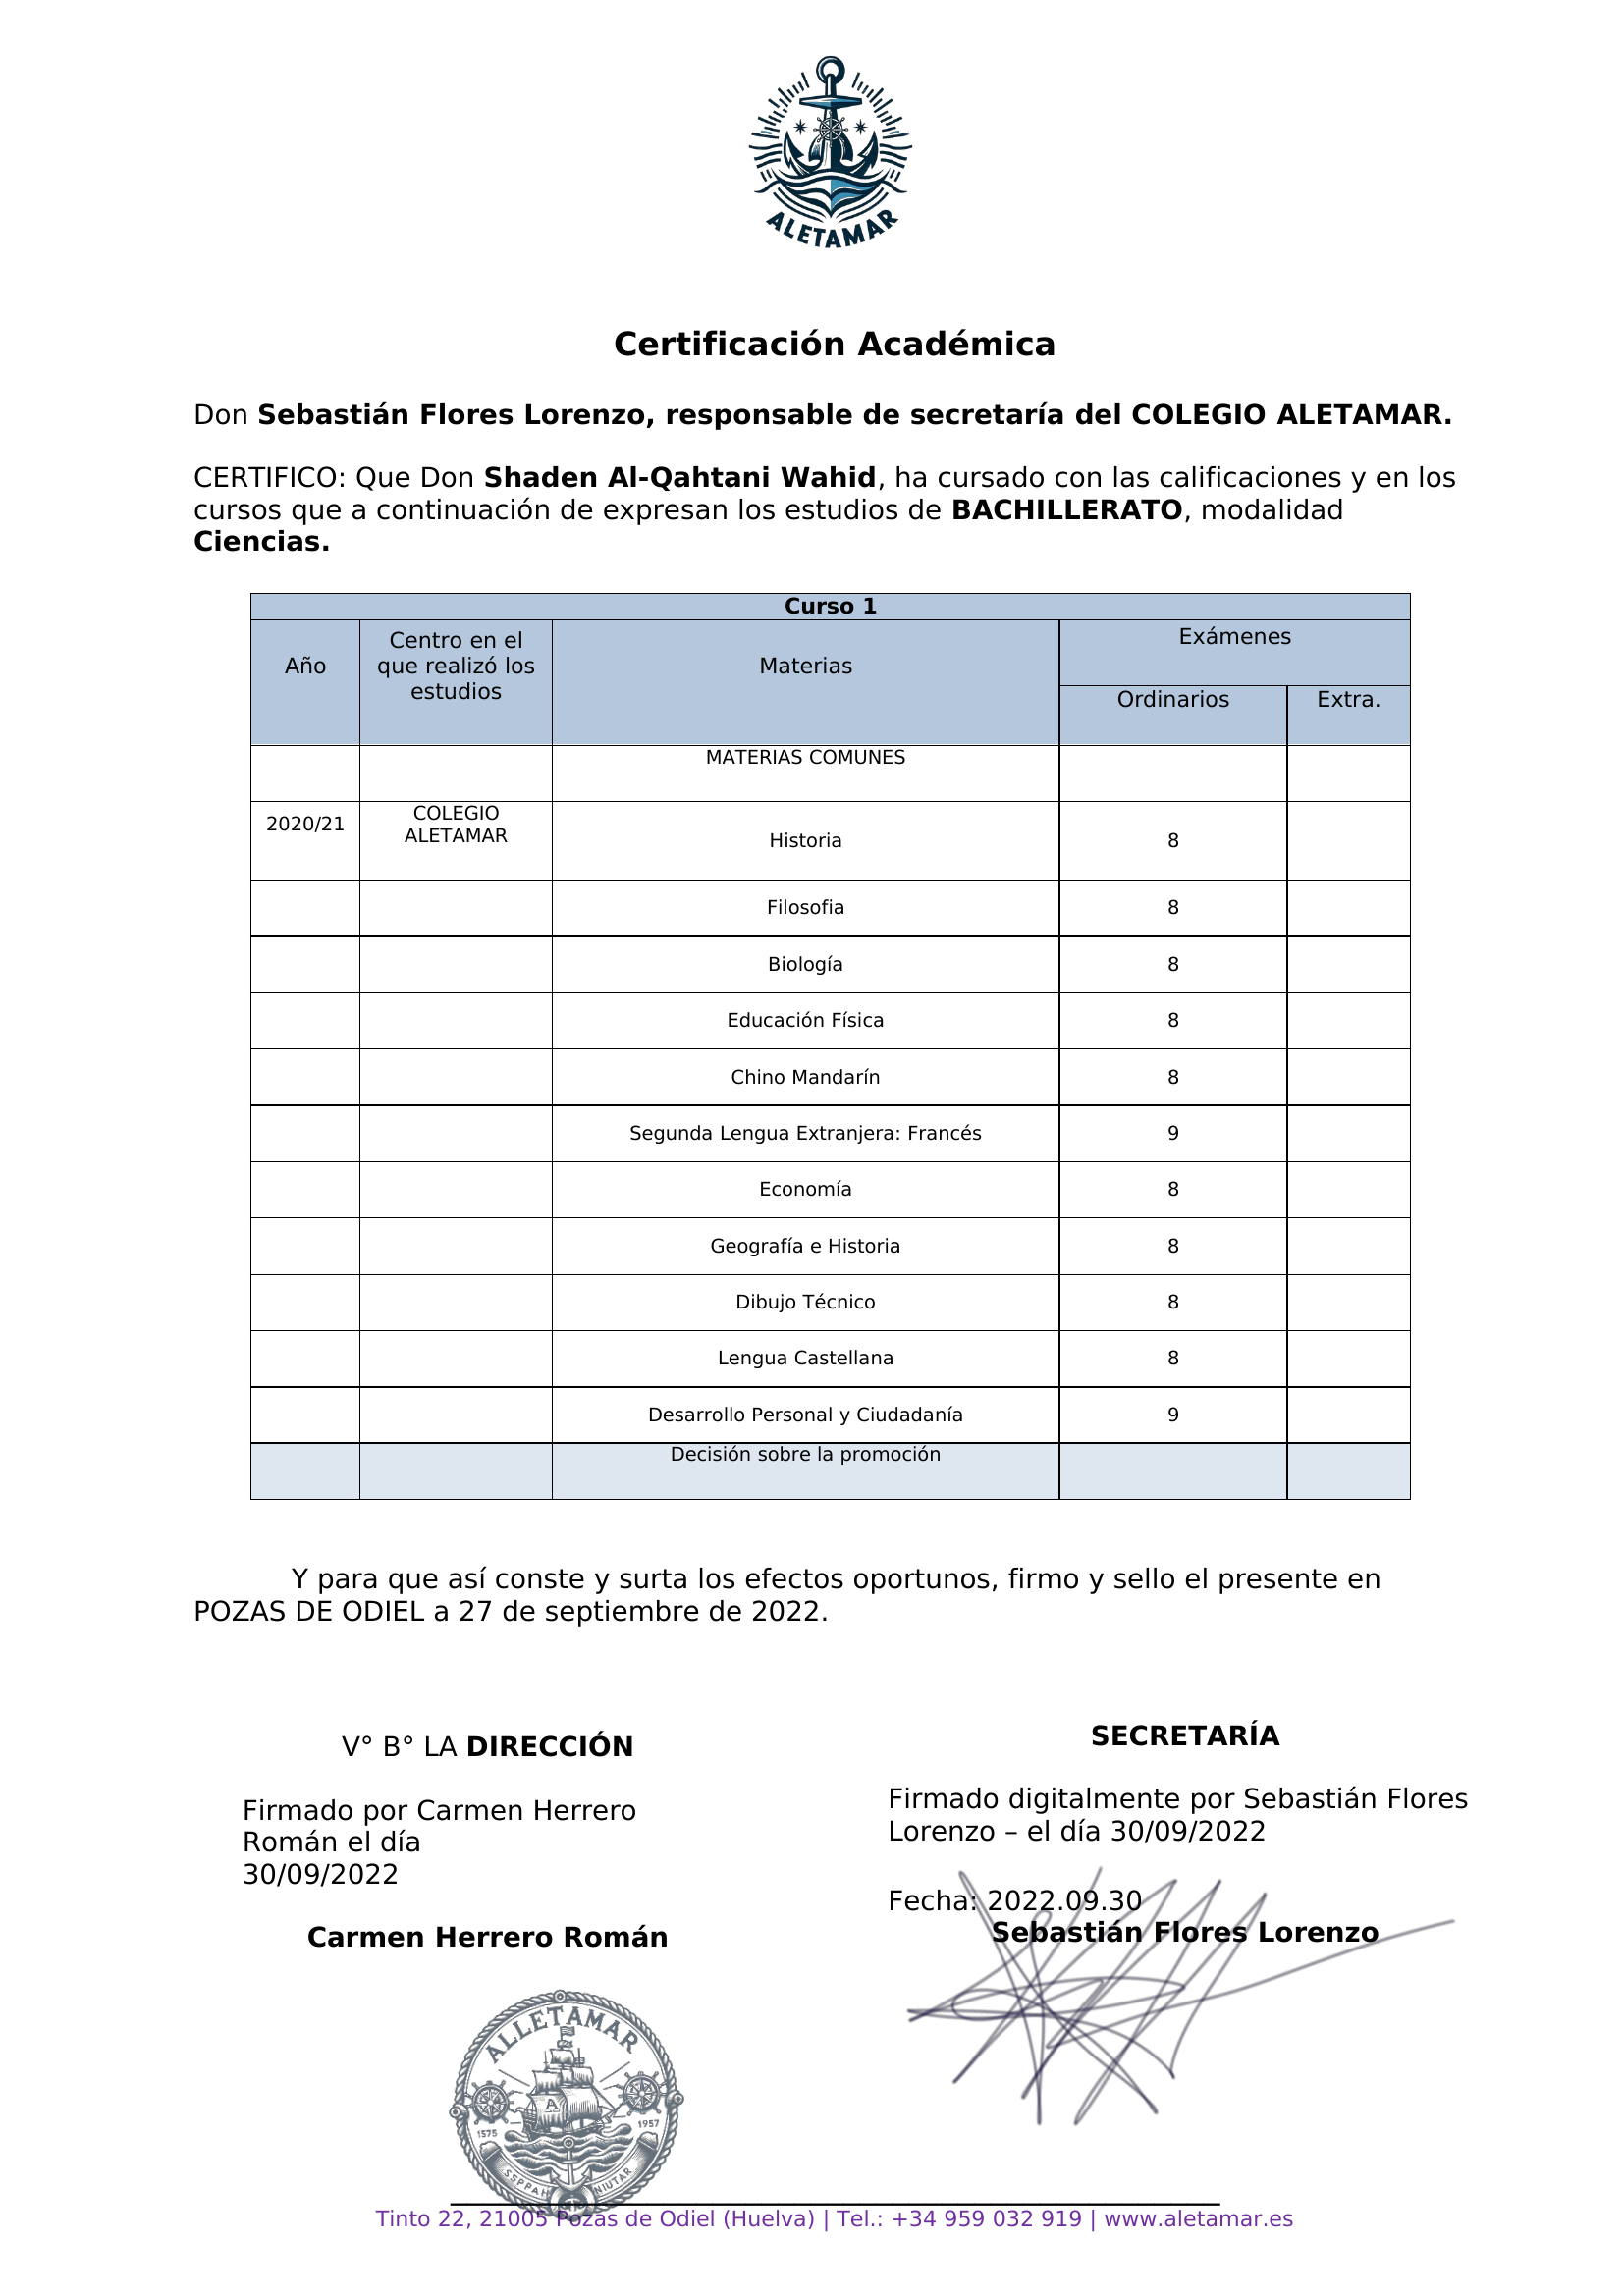 ALETAMAR
Certificación Académica
Don Sebastián Flores Lorenzo, responsable de secretaría del COLEGIO ALETAMAR.
CERTIFICO: Que Don Shaden Al-Qahtani Wahid, ha cursado con las calificaciones y en los
cursos que a continuación de expresan los estudios de BACHILLERATO, modalidad
Ciencias.
Curso 1
Año
Centro en el
que realizó los
estudios
Materias
Exámenes
Ordinarios
Extra.
MATERIAS COMUNES
2020/21
COLEGIO
ALETAMAR
Historia
8
Filosofia
8
Biología
8
Educación Física
8
Chino Mandarín
8
Segunda Lengua Extranjera: Francés
9
Economía
8
Geografía e Historia
8
Dibujo Técnico
8
Lengua Castellana
8
Desarrollo Personal y Ciudadanía
9
Decisión sobre la promoción
Y para que así conste y surta los efectos oportunos, firmo y sello el presente en
POZAS DE ODIEL a 27 de septiembre de 2022.
V° B° LA DIRECCIÓN
Firmado por Carmen Herrero
Román el día
30/09/2022
Carmen Herrero Román
SECRETARÍA
Firmado digitalmente por Sebastián Flores
Lorenzo – el día 30/09/2022
Fecha: 2022.09.30
Sebastián Flores Lorenzo
ALLETAMAR
A
1575
1957
SSPPAH
NIUTAR
Tinto 22, 21005 Pozas de Odiel (Huelva) | Tel.: +34 959 032 919 | www.aletamar.es